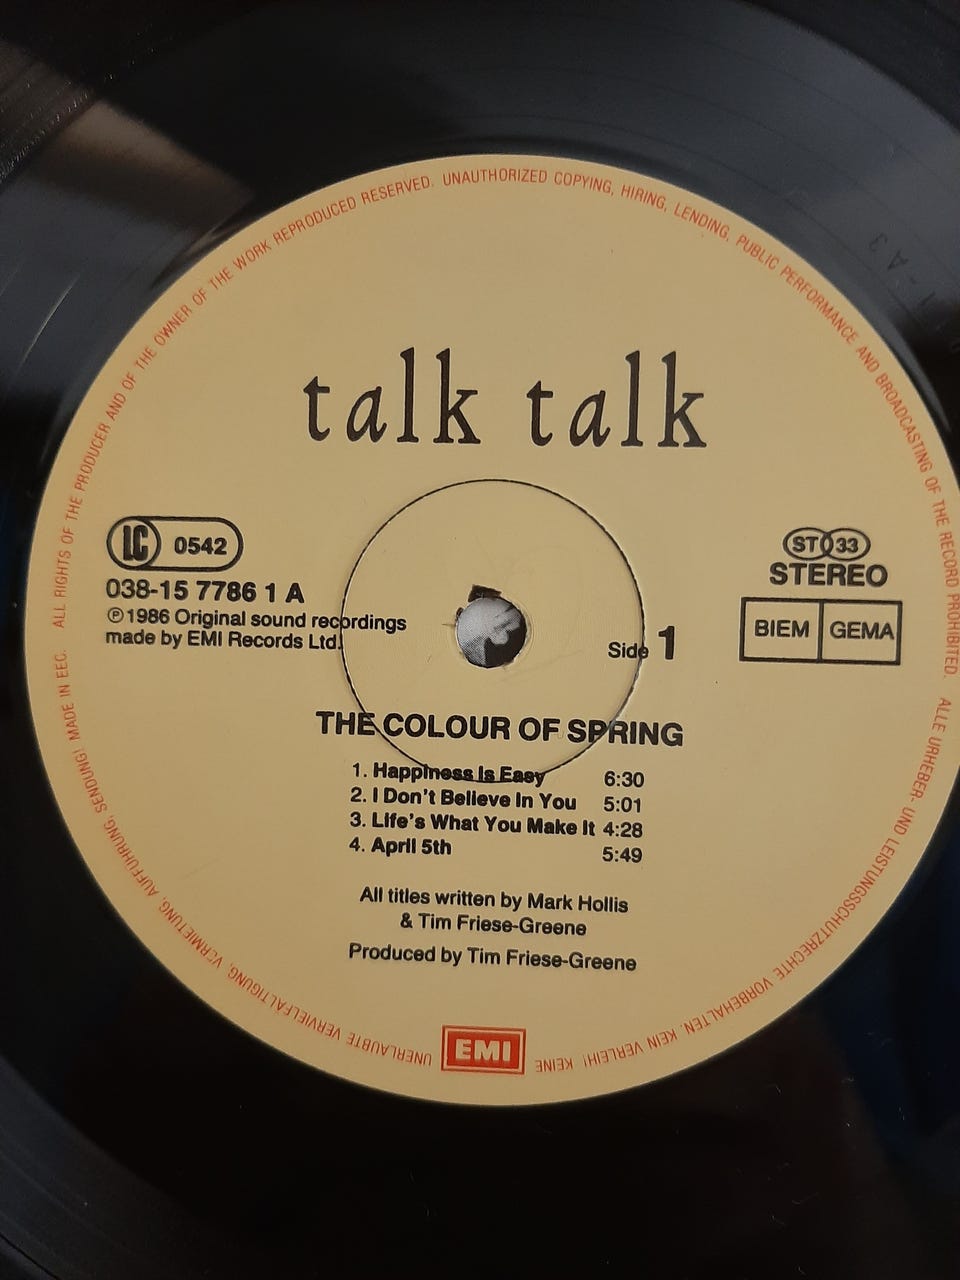 ALL RIGHTS OF THE PRODUCER AND OF THE OWNER OF THE WORK REPRODUCED RESERVED. UNAUTHORIZED COPYING, HIRING, LENDING, PUBLIC PERFORMANCE AND BROADCASTING OF THE RECORD PROHIBITED.
talk talk
LC 0542
038-15 7786 1 A
℗ 1986 Original sound recordings
made by EMI Records Ltd.
ST 33
STEREO
BIEM GEMA
Side 1
THE COLOUR OF SPRING
1. Happiness Is Easy 6:30
2. I Don't Believe In You 5:01
3. Life's What You Make It 4:28
4. April 5th 5:49
All titles written by Mark Hollis
& Tim Friese-Greene
Produced by Tim Friese-Greene
EMI
ALLE URHEBER- UND LEISTUNGSSCHUTZRECHTE VORBEHALTEN. KEIN VERLEIH! KEINE UNERLAUBTE VERVIELFÄLTIGUNG, VERMIETUNG, AUFFÜHRUNG, SENDUNG! MADE IN EEC.